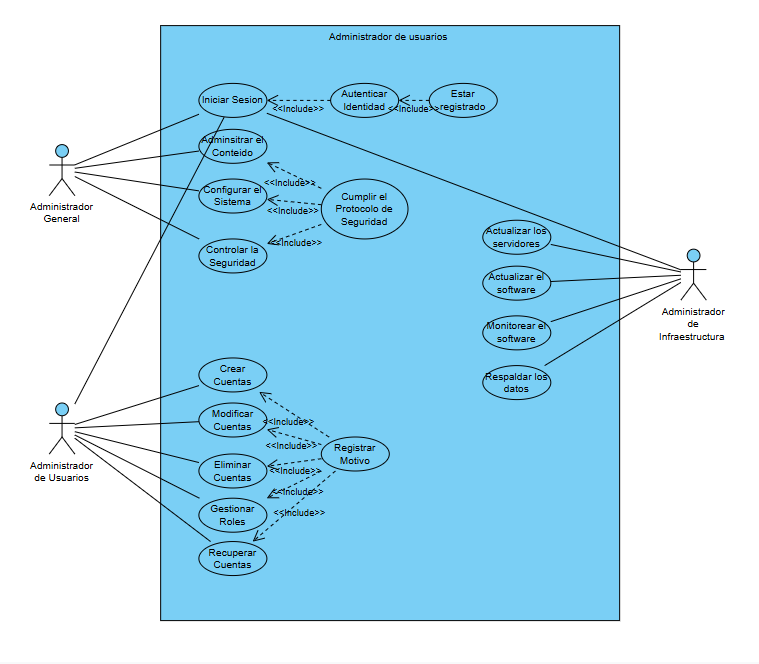 Administrador de usuarios
Iniciar Sesion
<<Include>>
Autenticar
Identidad
<<Include>>
Estar
registrado
Adminsitrar el
Conteido
<<Include>>
Configurar el
Sistema
<<Include>>
Cumplir el
Protocolo de
Seguridad
Controlar la
Seguridad
<<Include>>
Administrador
General
Actualizar los
servidores
Actualizar el
software
Monitorear el
software
Respaldar los
datos
Administrador
de
Infraestructura
Crear
Cuentas
<<Include>>
Modificar
Cuentas
<<Include>>
Registrar
Motivo
Eliminar
Cuentas
<<Include>>
Gestionar
Roles
<<Include>>
<<Include>>
Recuperar
Cuentas
Administrador
de Usuarios